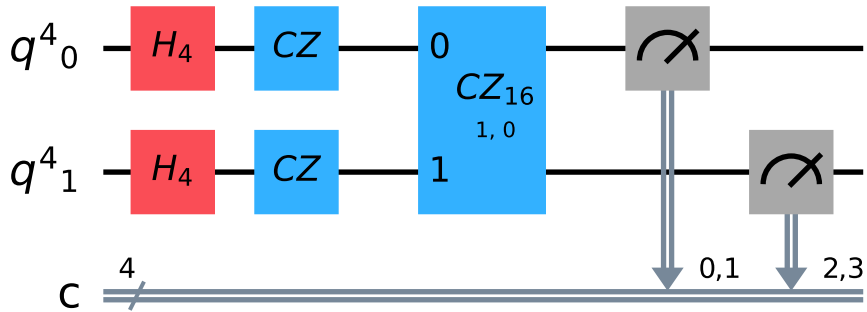 q⁴₀ H₄ CZ 0
CZ₁₆
1, 0
q⁴₁ H₄ CZ 1
4 0,1 2,3
c